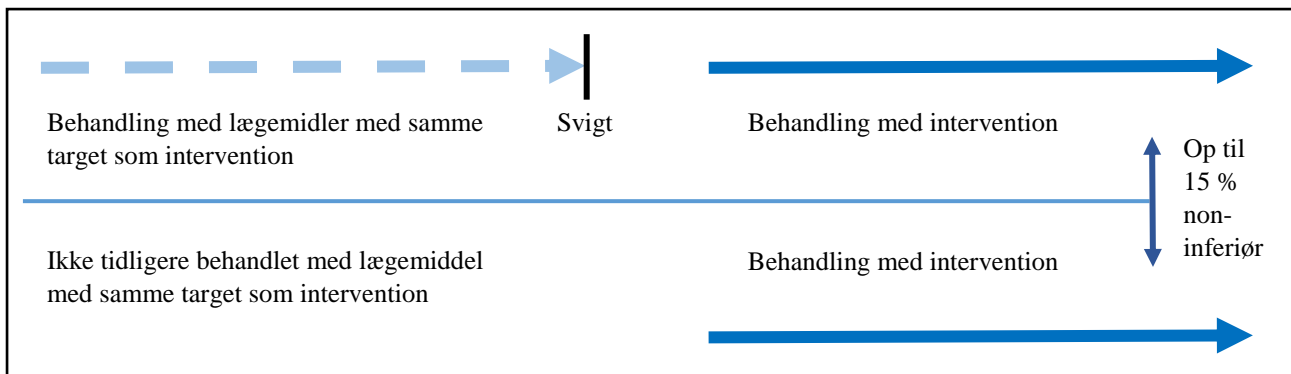 Behandling med lægemidler med samme
target som intervention
Svigt
Behandling med intervention
Op til
15 %
non-
inferiør
Ikke tidligere behandlet med lægemiddel
med samme target som intervention
Behandling med intervention